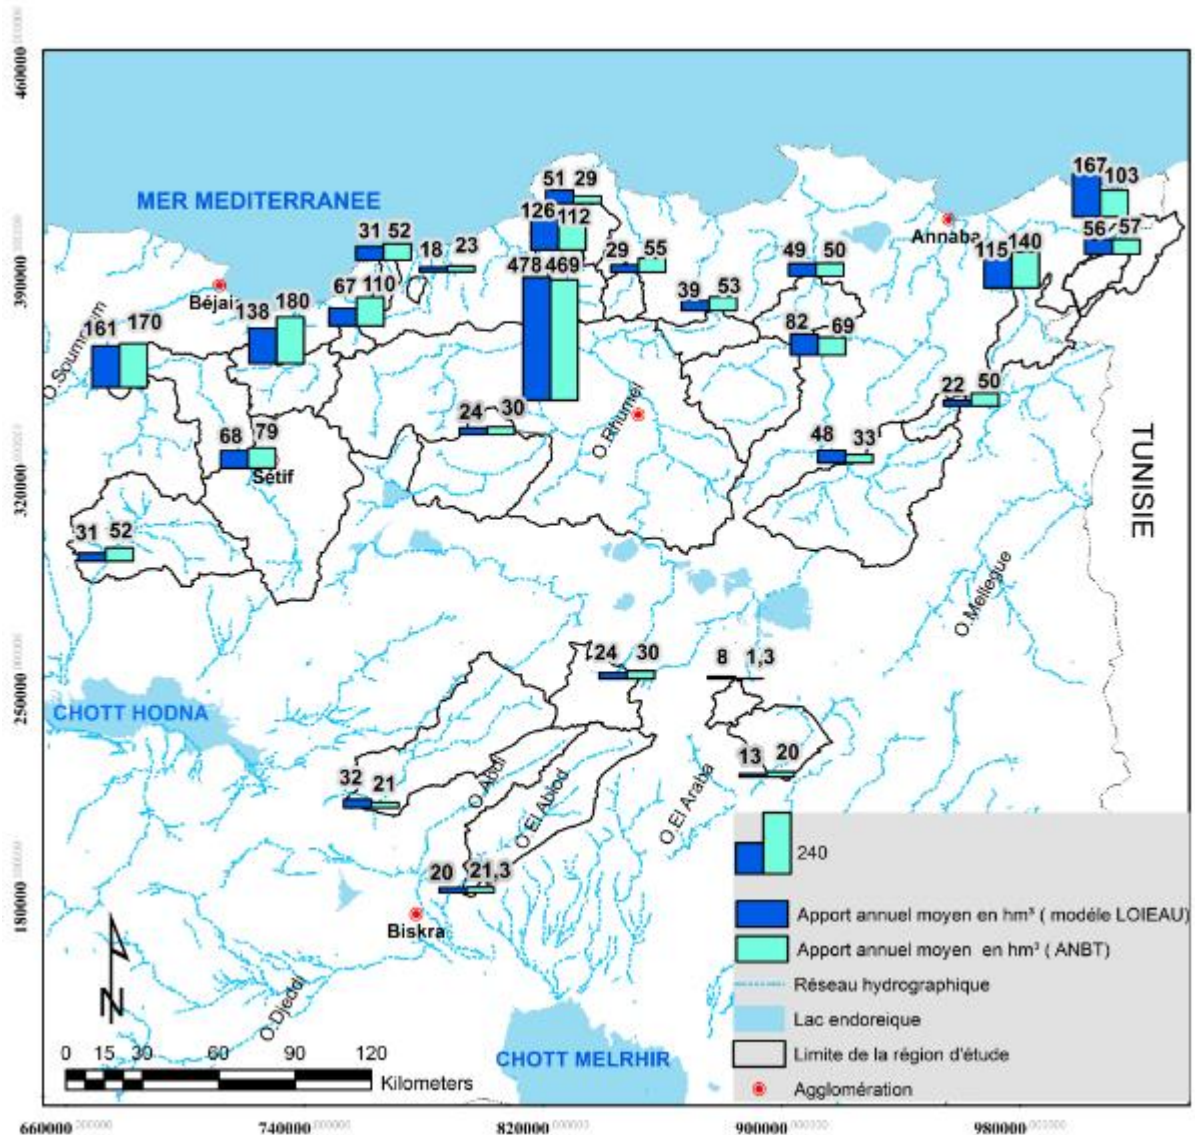 460000
MER MEDITERRANEE
51 29
167 103
126 112
31 52
18 23
Annaba
56 57
390000
478 469
29 55
49 50
115 140
Béjai
67 110
39 53
138 180
161 170
O.Soummam
82 69
24 30
O.Rhumel
22 50
68 79
Sétif
48 33
TUNISIE
320000
31 52
O.Mellegue
24 30
8 1,3
250000
CHOTT HODNA
32 21
O.Abdi
O.El Abiod
O.El Araba
13 20
240
20 21,3
180000
Biskra
Apport annuel moyen en hm³ ( modéle LOIEAU)
Apport annuel moyen en hm³ ( ANBT)
N
O.Djeddi
Réseau hydrographique
Lac endoreique
0 15 30 60 90 120
Kilometers
CHOTT MELRHIR
Limite de la région d'étude
Agglomération
660000 740000 820000 900000 980000